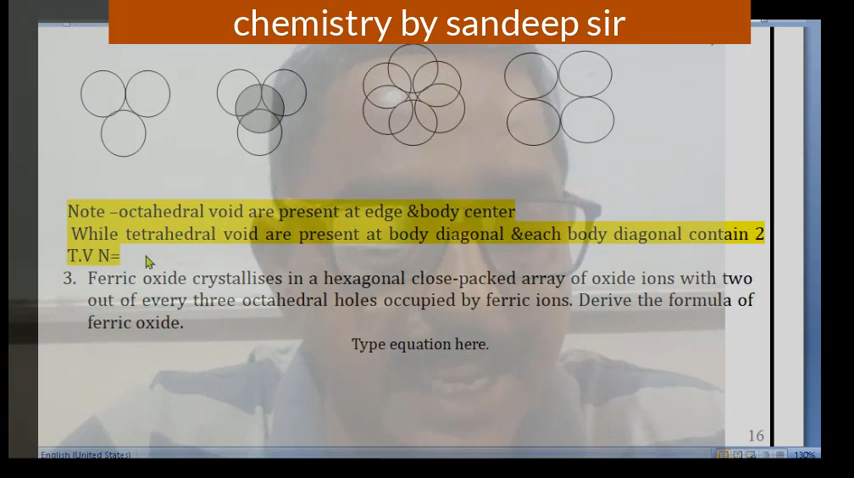 chemistry by sandeep sir
Note –octahedral void are present at edge &body center
While tetrahedral void are present at body diagonal &each body diagonal contain 2
T.V N=
3. Ferric oxide crystallises in a hexagonal close-packed array of oxide ions with two
out of every three octahedral holes occupied by ferric ions. Derive the formula of
ferric oxide.
Type equation here.
16
English (United States)
130%